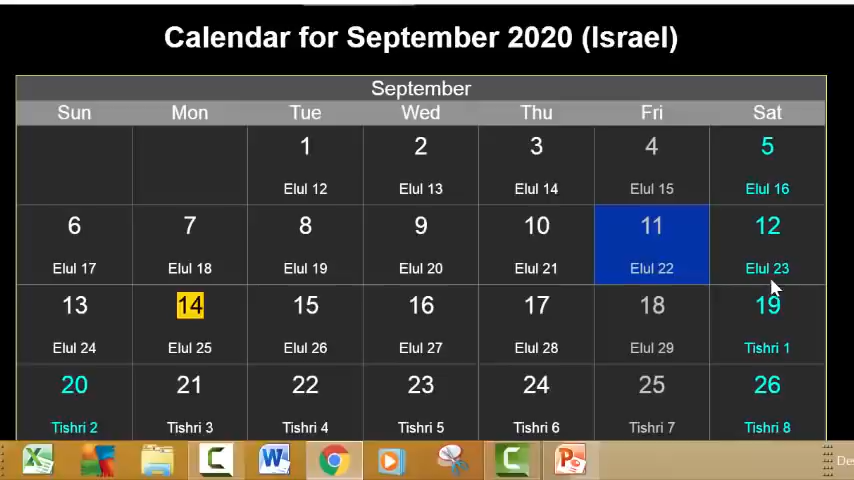 Calendar for September 2020 (Israel)
September
Sun Mon Tue Wed Thu Fri Sat
1 2 3 4 5
Elul 12 Elul 13 Elul 14 Elul 15 Elul 16
6 7 8 9 10 11 12
Elul 17 Elul 18 Elul 19 Elul 20 Elul 21 Elul 22 Elul 23
13 14 15 16 17 18 19
Elul 24 Elul 25 Elul 26 Elul 27 Elul 28 Elul 29 Tishri 1
20 21 22 23 24 25 26
Tishri 2 Tishri 3 Tishri 4 Tishri 5 Tishri 6 Tishri 7 Tishri 8